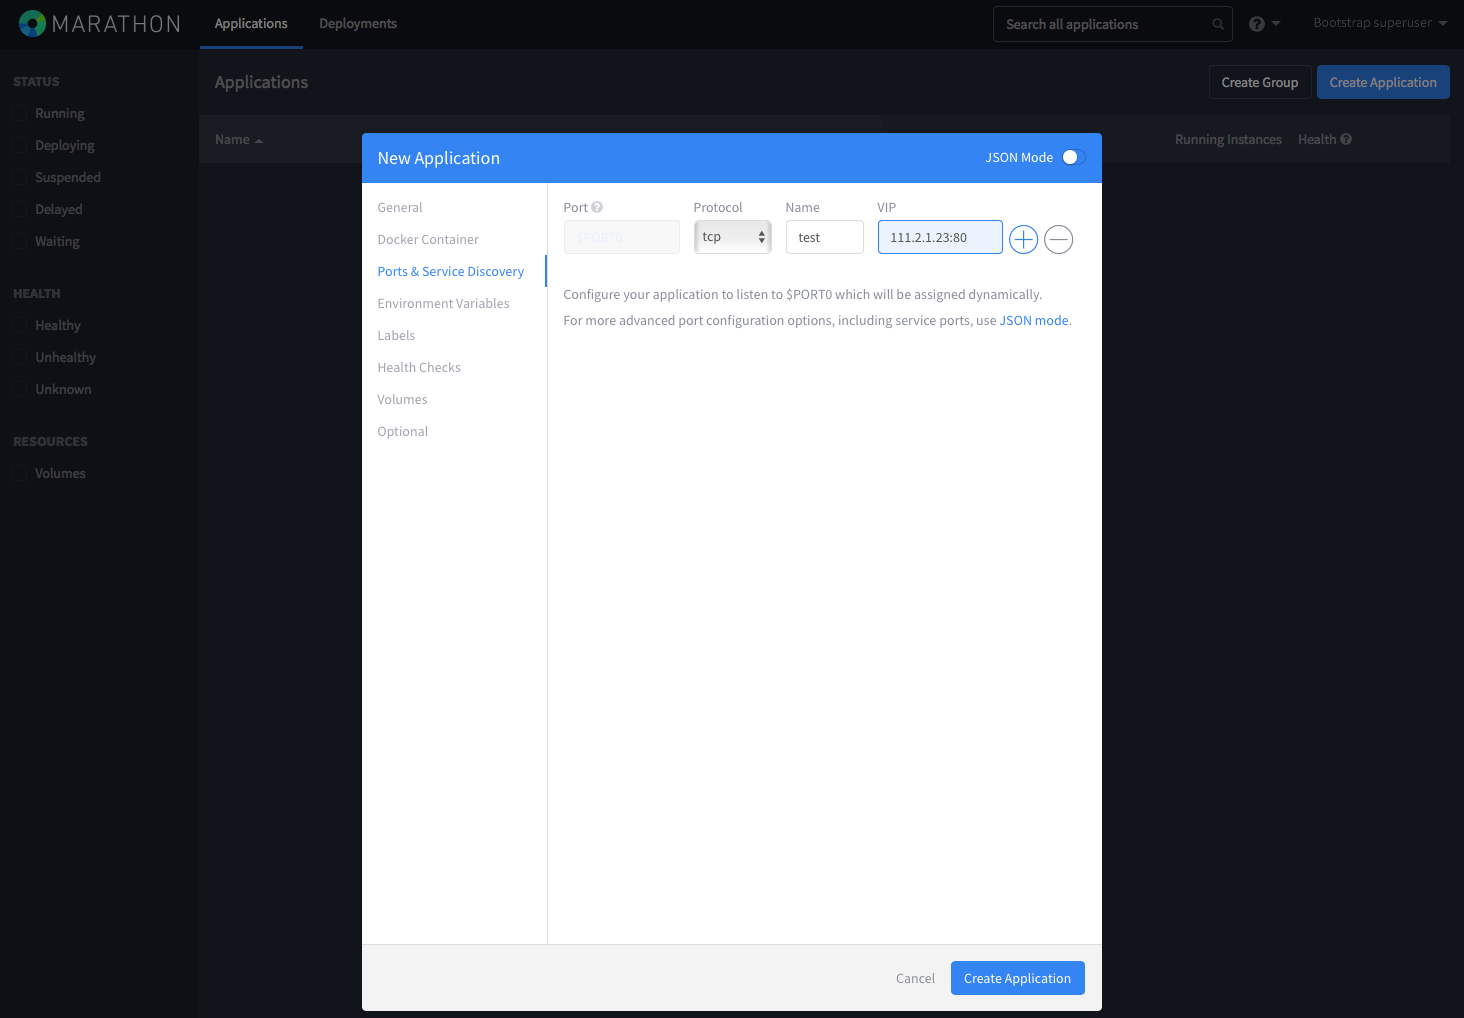 MARATHON
Applications
Deployments
Search all applications
Bootstrap superuser
STATUS
Running
Deploying
Suspended
Delayed
Waiting
HEALTH
Healthy
Unhealthy
Unknown
RESOURCES
Volumes
Applications
Create Group
Create Application
Name
Running Instances
Health
New Application
JSON Mode
General
Docker Container
Ports & Service Discovery
Environment Variables
Labels
Health Checks
Volumes
Optional
Port
Protocol
Name
VIP
$PORT0
tcp
test
111.2.1.23:80
Configure your application to listen to $PORT0 which will be assigned dynamically.
For more advanced port configuration options, including service ports, use JSON mode.
Cancel
Create Application